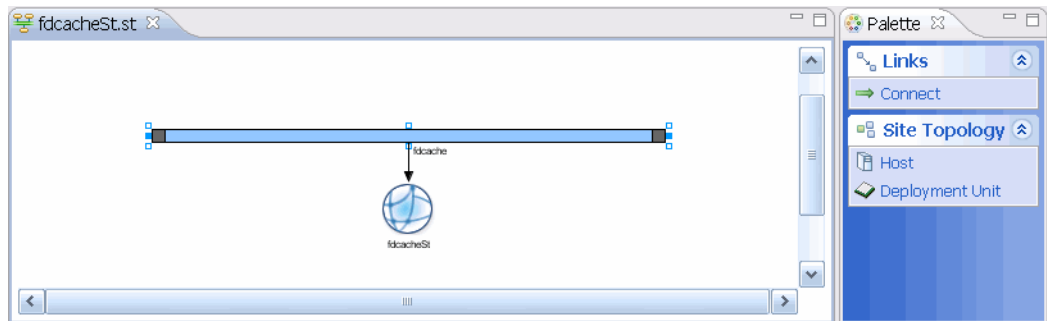 fdcacheSt.st
Palette
Links
Connect
Site Topology
Host
Deployment Unit
fdcache
fdcacheSt